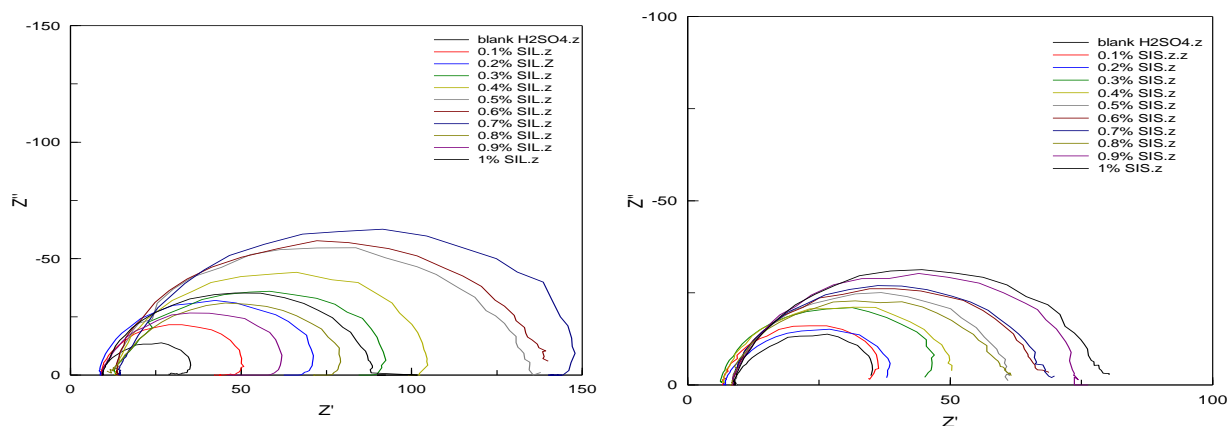 -150
-100
-50
0
Z''
0
50
100
150
Z'
blank H2SO4.z
0.1% SIL.z
0.2% SIL.Z
0.3% SIL.z
0.4% SIL.z
0.5% SIL.z
0.6% SIL.z
0.7% SIL.z
0.8% SIL.z
0.9% SIL.z
1% SIL.z
-100
-50
0
Z''
0
50
100
Z'
blank H2SO4.z
0.1% SIS.z.z
0.2% SIS.z
0.3% SIS.z
0.4% SIS.z
0.5% SIS.z
0.6% SIS.z
0.7% SIS.z
0.8% SIS.z
0.9% SIS.z
1% SIS.z